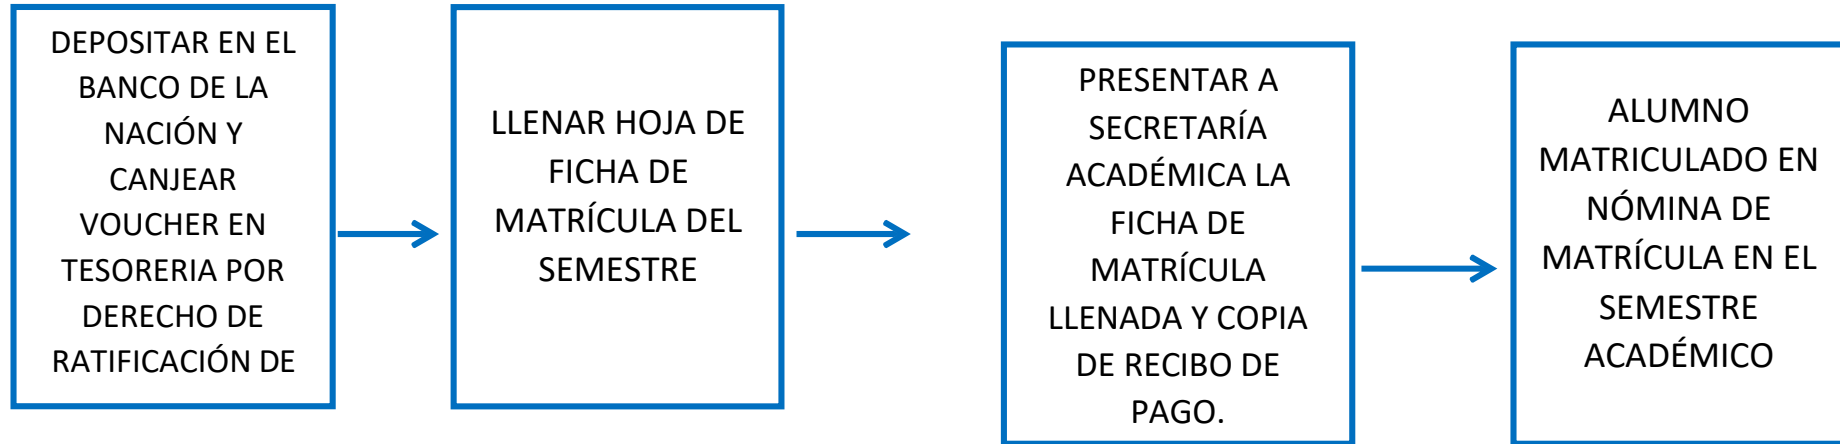 DEPOSITAR EN EL
BANCO DE LA
NACIÓN Y
CANJEAR
VOUCHER EN
TESORERIA POR
DERECHO DE
RATIFICACIÓN DE
LLENAR HOJA DE
FICHA DE
MATRÍCULA DEL
SEMESTRE
PRESENTAR A
SECRETARÍA
ACADÉMICA LA
FICHA DE
MATRÍCULA
LLENADA Y COPIA
DE RECIBO DE
PAGO.
ALUMNO
MATRICULADO EN
NÓMINA DE
MATRÍCULA EN EL
SEMESTRE
ACADÉMICO